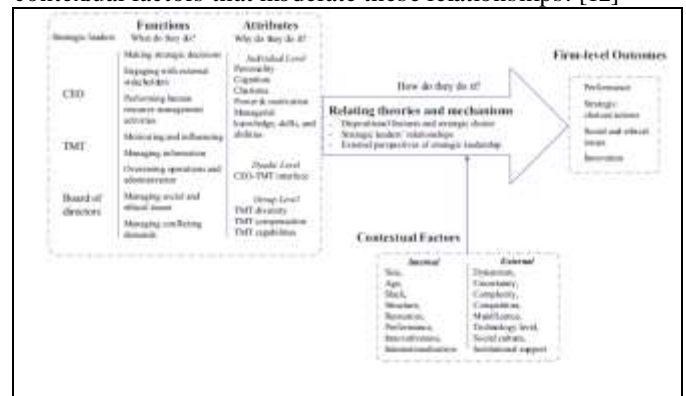 contextual factors that moderate these relationships. [12]
Functions
What do they do?
Attributes
Why do they do it?
Strategic leaders
CEO
TMT
Board of
directors
Making strategic decisions
Engaging with external
stakeholders
Performing human
resource management
activities
Motivating and influencing
Managing information
Overseeing operations and
administration
Managing social and
ethical issues
Managing conflicting
demands
Individual Level
Personality
Cognition
Charisma
Power & motivation
Managerial
knowledge, skills, and
abilities
Dyadic Level
CEO-TMT interface
Group Level
TMT diversity
TMT compensation
TMT capabilities
How do they do it?
Relating theories and mechanisms
- Dispositional features and strategic choice
- Strategic leaders' relationships
- External perspectives of strategic leadership
Firm-level Outcomes
Performance
Strategic
Social and ethical
issues
Innovation
Contextual Factors
Internal
Size,
Age,
Slack,
Structure,
Resources,
Performance,
Innovativeness,
Internationalization
External
Dynamism,
Uncertainty,
Complexity,
Competition,
Munificence,
Technology level,
Social culture,
Institutional support